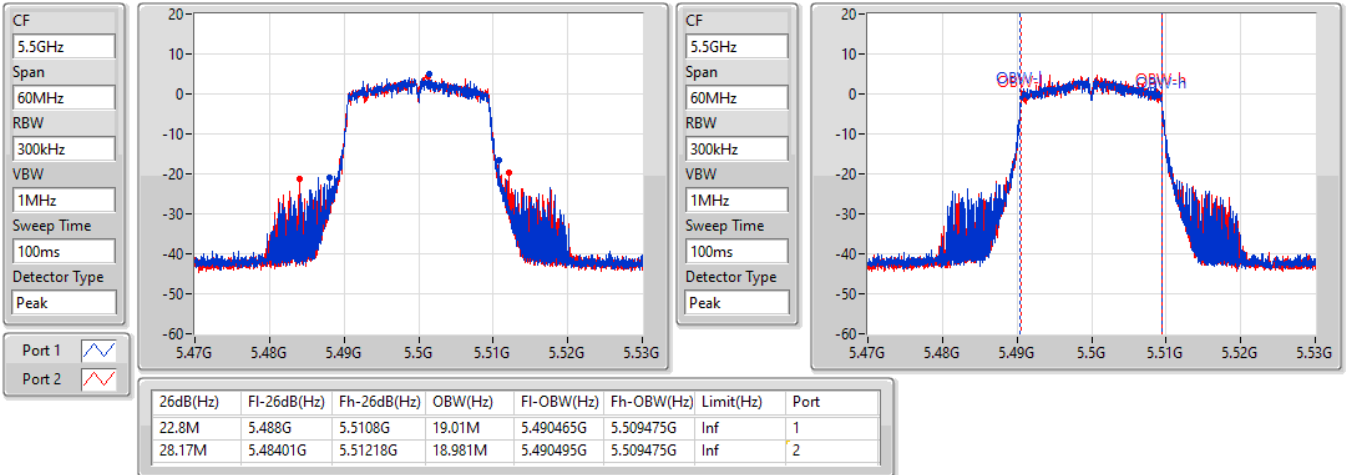 CF
5.5GHz
Span
60MHz
RBW
300kHz
VBW
1MHz
Sweep Time
100ms
Detector Type
Peak
20
10
0
-10
-20
-30
-40
-50
-60
5.47G 5.48G 5.49G 5.5G 5.51G 5.52G 5.53G
CF
5.5GHz
Span
60MHz
RBW
300kHz
VBW
1MHz
Sweep Time
100ms
Detector Type
Peak
20
10
0
-10
-20
-30
-40
-50
-60
OBW-l OBW-h
5.47G 5.48G 5.49G 5.5G 5.51G 5.52G 5.53G
Port 1
Port 2
26dB(Hz) Fl-26dB(Hz) Fh-26dB(Hz) OBW(Hz) Fl-OBW(Hz) Fh-OBW(Hz) Limit(Hz) Port
22.8M 5.488G 5.5108G 19.01M 5.490465G 5.509475G Inf 1
28.17M 5.48401G 5.51218G 18.981M 5.490495G 5.509475G Inf 2